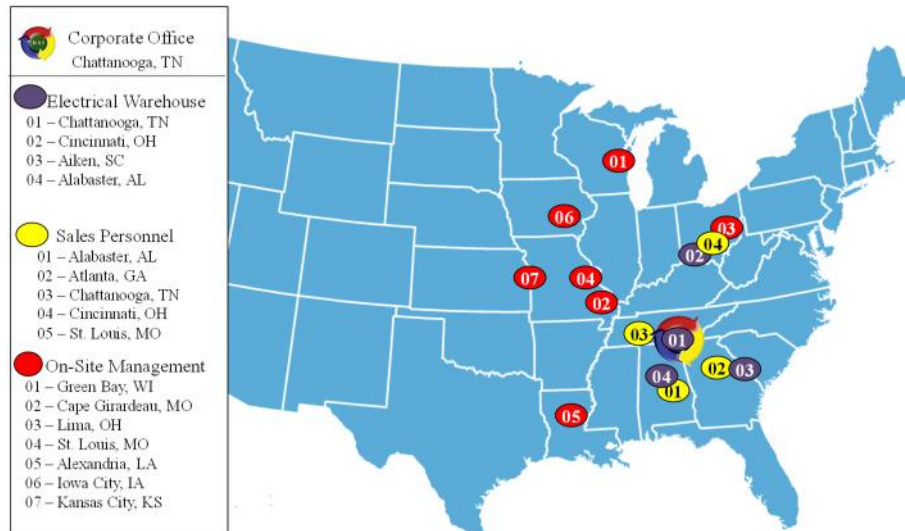 Corporate Office
Chattanooga, TN
Electrical Warehouse
01 – Chattanooga, TN
02 – Cincinnati, OH
03 – Aiken, SC
04 – Alabaster, AL
Sales Personnel
01 – Alabaster, AL
02 – Atlanta, GA
03 – Chattanooga, TN
04 – Cincinnati, OH
05 – St. Louis, MO
On-Site Management
01 – Green Bay, WI
02 – Cape Girardeau, MO
03 – Lima, OH
04 – St. Louis, MO
05 – Alexandria, LA
06 – Iowa City, IA
07 – Kansas City, KS
01
06
03
04
02
07
04
02
03
01
02
03
04
01
05